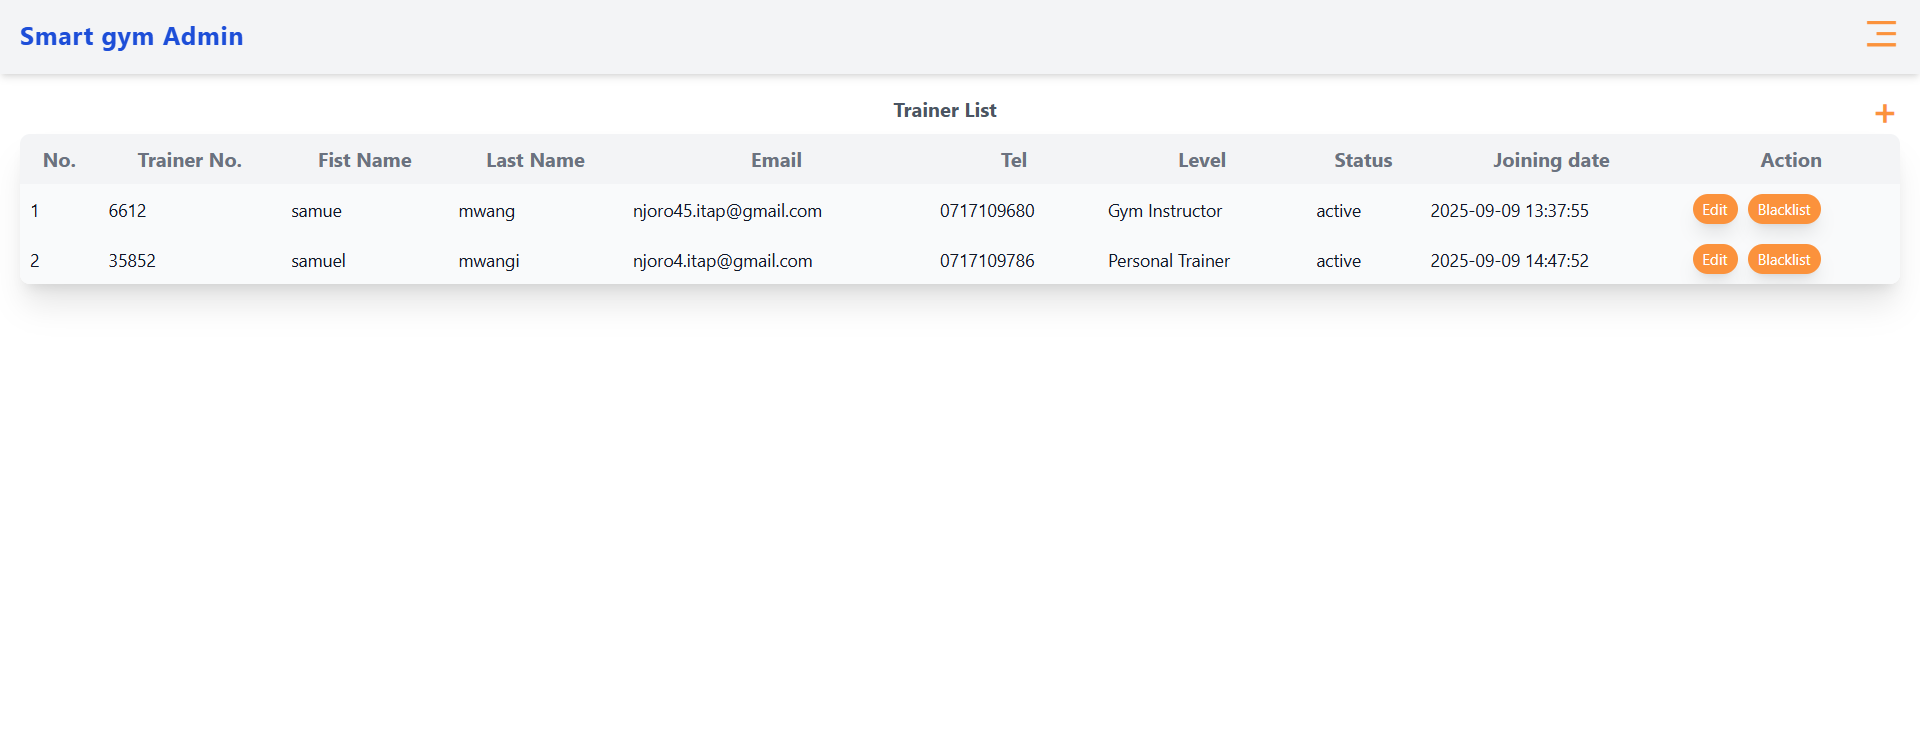 Smart gym Admin
Trainer List
No. Trainer No. Fist Name Last Name Email Tel Level Status Joining date Action
1 6612 samue mwang njoro45.itap@gmail.com 0717109680 Gym Instructor active 2025-09-09 13:37:55 Edit Blacklist
2 35852 samuel mwangi njoro4.itap@gmail.com 0717109786 Personal Trainer active 2025-09-09 14:47:52 Edit Blacklist